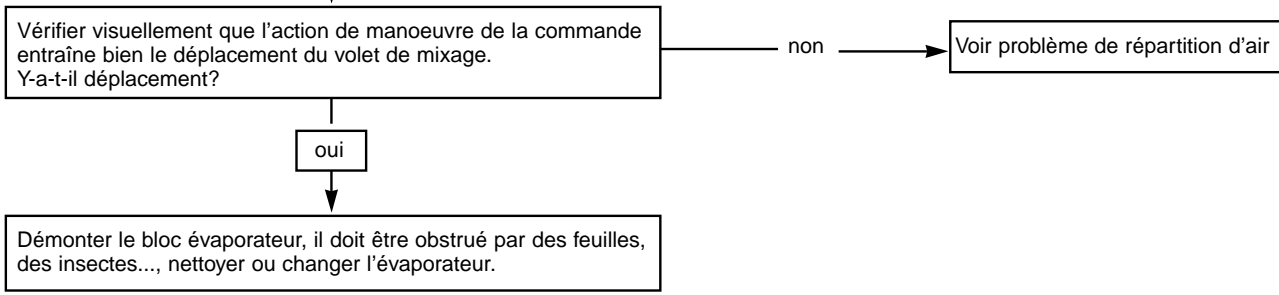 Vérifier visuellement que l'action de manoeuvre de la commande
entraîne bien le déplacement du volet de mixage.
Y-a-t-il déplacement?
non
Voir problème de répartition d'air
oui
Démonter le bloc évaporateur, il doit être obstrué par des feuilles,
des insectes..., nettoyer ou changer l'évaporateur.